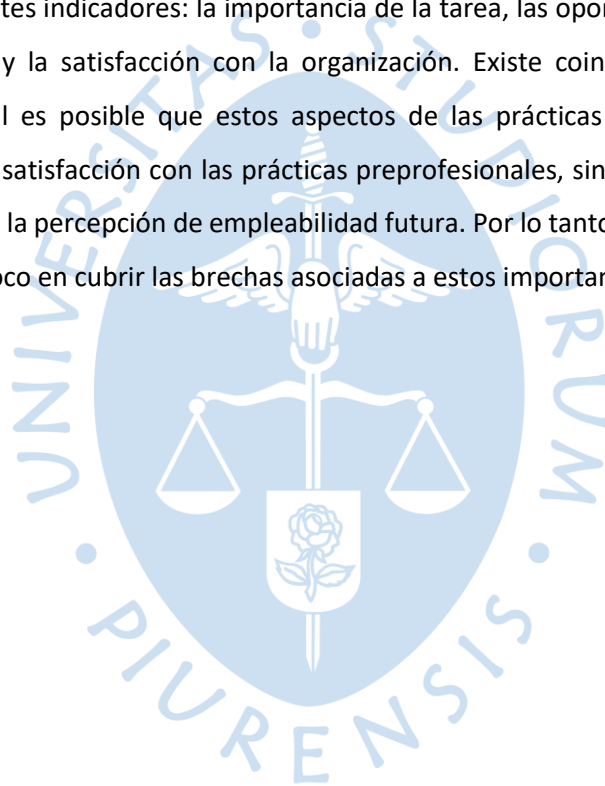 tes indicadores: la importancia de la tarea, las opor
y la satisfacción con la organización. Existe coin
l es posible que estos aspectos de las prácticas
satisfacción con las prácticas preprofesionales, sin
la percepción de empleabilidad futura. Por lo tanto
oco en cubrir las brechas asociadas a estos importan
UNIVERSITAS • STUDIORUM • PIURENSIS •